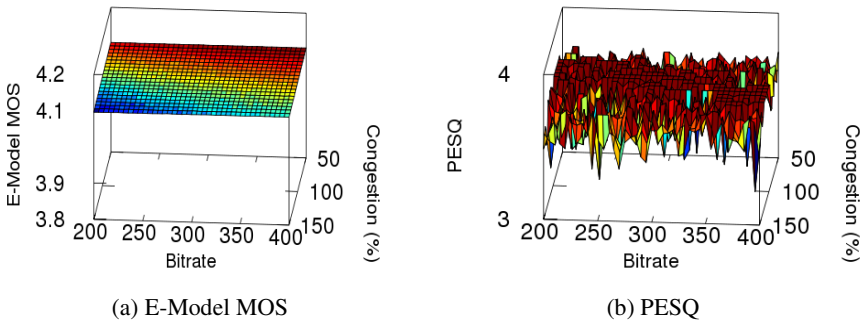 E-Model MOS
4.2
4.1
3.9
3.8
200
250
300
350
400
Bitrate
50
100
150
Congestion (%)
(a) E-Model MOS
PESQ
4
3
200
250
300
350
400
Bitrate
50
100
150
Congestion (%)
(b) PESQ